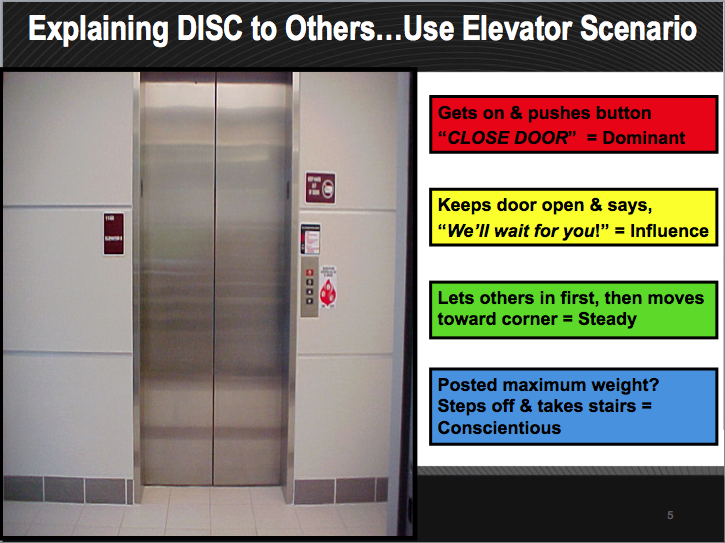 Explaining DISC to Others…Use Elevator Scenario
Gets on & pushes button
“CLOSE DOOR” = Dominant
Keeps door open & says,
“We’ll wait for you!” = Influence
Lets others in first, then moves
toward corner = Steady
Posted maximum weight?
Steps off & takes stairs =
Conscientious
5